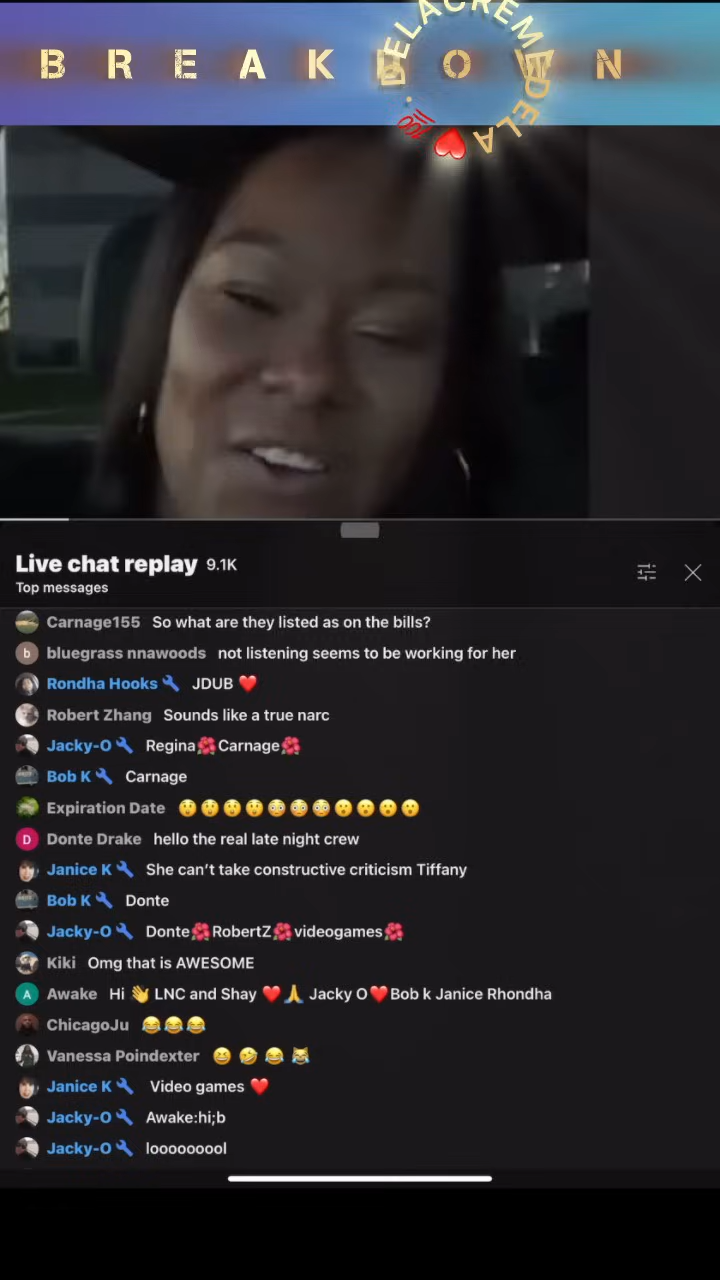 BREAKDOWN
DELACREMEDELA 💯 ❤️
Live chat replay 9.1K
Top messages
Carnage155 So what are they listed as on the bills?
b bluegrass nnawoods not listening seems to be working for her
Rondha Hooks 🔧 JDUB ❤️
Robert Zhang Sounds like a true narc
Jacky-O 🔧 Regina🌺Carnage🌺
Bob K 🔧 Carnage
Expiration Date 😲😲😲😲😳😳😳😮😮😮😮
D Donte Drake hello the real late night crew
Janice K 🔧 She can’t take constructive criticism Tiffany
Bob K 🔧 Donte
Jacky-O 🔧 Donte🌺RobertZ🌺videogames🌺
Kiki Omg that is AWESOME
A Awake Hi 👋 LNC and Shay ❤️🙏 Jacky O❤️Bob k Janice Rhondha
ChicagoJu 😂😂😂
Vanessa Poindexter 😆 🤣 😂 😹
Janice K 🔧 Video games ❤️
Jacky-O 🔧 Awake:hi;b
Jacky-O 🔧 looooooool